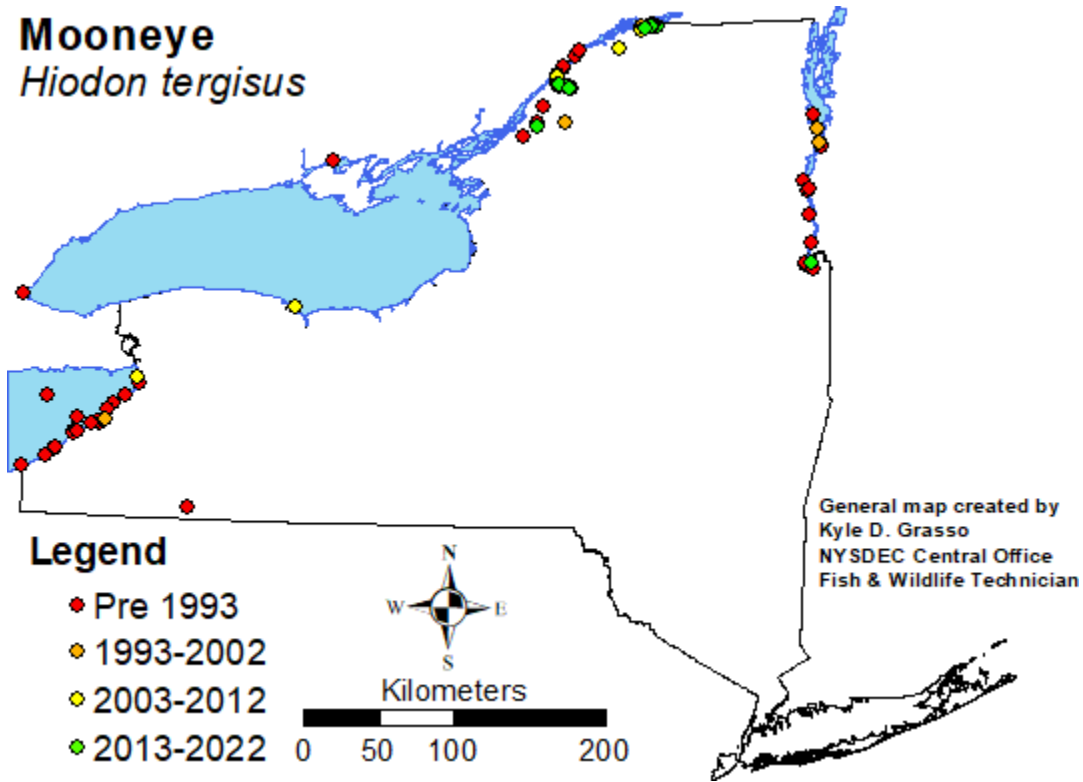 Mooneye
Hiodon tergisus
General map created by
Kyle D. Grasso
NYSDEC Central Office
Fish & Wildlife Technician
Legend
Pre 1993
1993-2002
2003-2012
2013-2022
N
W E
S
Kilometers
0 50 100 200